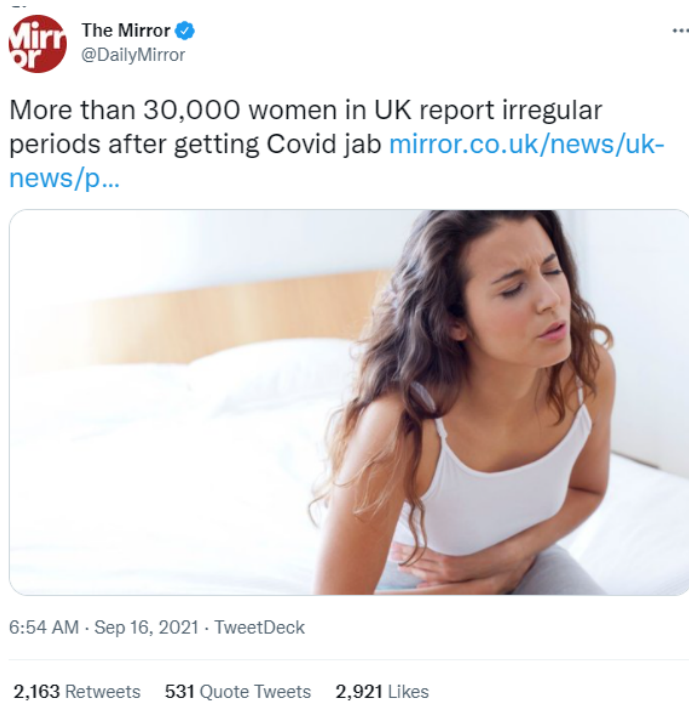 Mirr
or
The Mirror
@DailyMirror
More than 30,000 women in UK report irregular
periods after getting Covid jab mirror.co.uk/news/uk-
news/p...
6:54 AM · Sep 16, 2021 · TweetDeck
2,163 Retweets 531 Quote Tweets 2,921 Likes